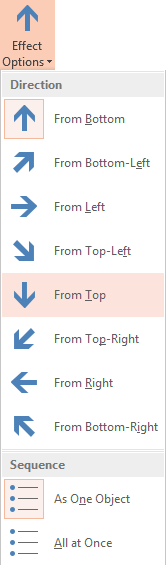 Effect
Options
Direction
From Bottom
From Bottom-Left
From Left
From Top-Left
From Top
From Top-Right
From Right
From Bottom-Right
Sequence
As One Object
All at Once